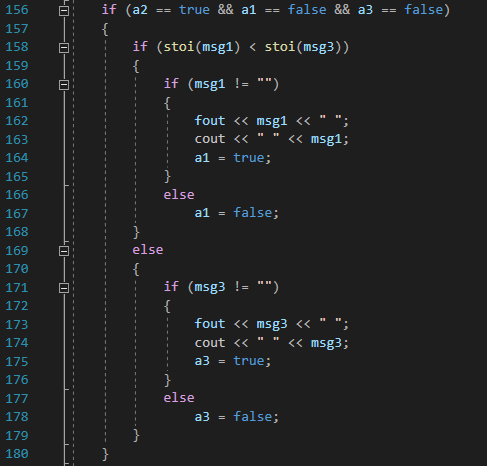 156 if (a2 == true && a1 == false && a3 == false)
157 {
158 if (stoi(msg1) < stoi(msg3))
159 {
160 if (msg1 != "")
161 {
162 fout << msg1 << " ";
163 cout << " " << msg1;
164 a1 = true;
165 }
166 else
167 a1 = false;
168 }
169 else
170 {
171 if (msg3 != "")
172 {
173 fout << msg3 << " ";
174 cout << " " << msg3;
175 a3 = true;
176 }
177 else
178 a3 = false;
179 }
180 }